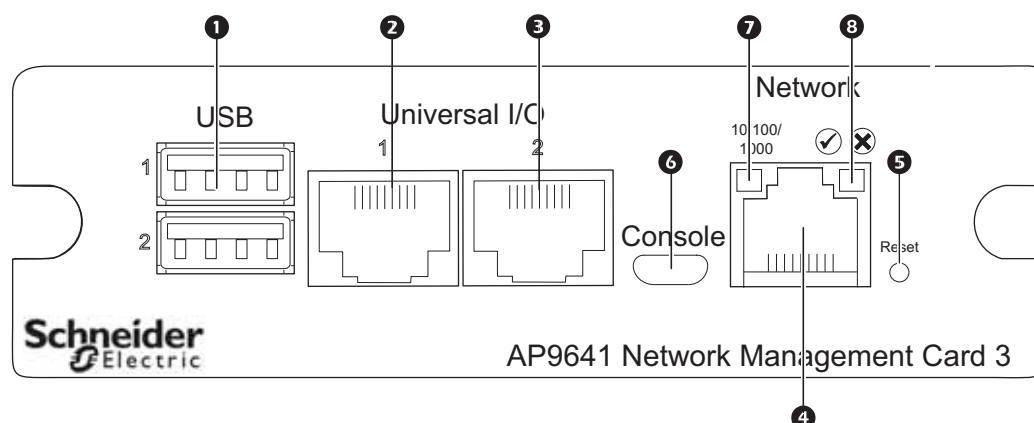 1 2 3 7 8
Network
USB Universal I/O
10/100/
1000
1 2
1
5
6
2
Console
Reset
Schneider
Electric
AP9641 Network Management Card 3
4